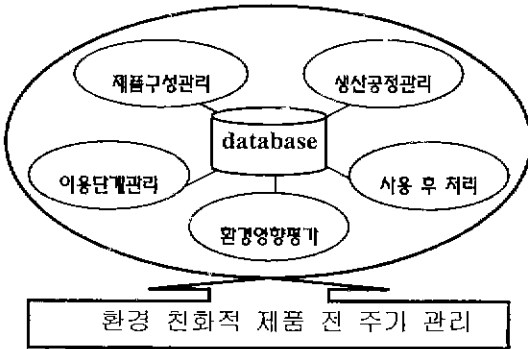 제품구성관리
생산공정관리
database
이용단계관리
사용 후 처리
환경영향평가
환경 친화적 제품 전 주기 관리